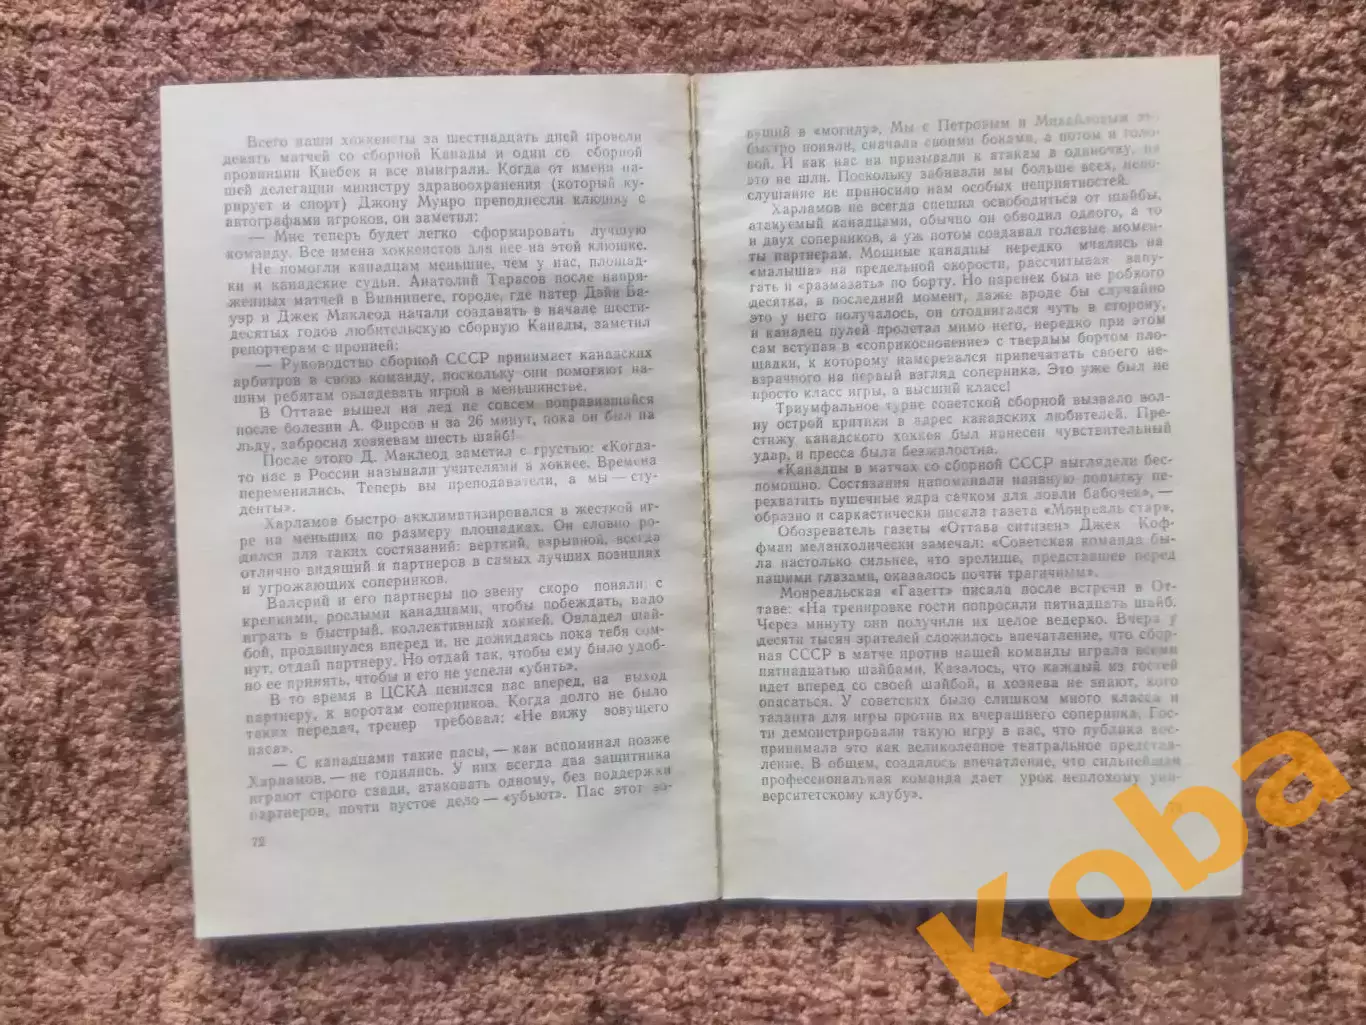 Всего наши хоккеисты за шестнадцать дней провели
девять матчей со сборной Канады и один со сборной
провинции Квебек и все выиграли. Когда от имени на-
шей делегации министру здравоохранения (который ку-
рирует и спорт) Джону Мунро преподнесли клюшку с
автографами игроков, он заметил:
— Мне теперь будет легко сформировать лучшую
команду. Все имена хоккеистов для нее на этой клюшке.
Не помогли канадцам меньшие, чем у нас, площад-
ки и канадские судьи. Анатолий Тарасов после напря-
женных матчей в Виннипеге, городе, где патер Дэйв Ба-
уэр и Джек Маклеод начали создавать в начале шести-
десятых годов любительскую сборную Канады, заметил
репортерам с иронией:
— Руководство сборной СССР принимает канадских
арбитров в свою команду, поскольку они помогают на-
шим ребятам овладевать игрой в меньшинстве.
В Оттаве вышел на лед не совсем поправившийся
после болезни А. Фирсов и за 26 минут, пока он был на
льду, забросил хозяевам шесть шайб!
После этого Д. Маклеод заметил с грустью: «Когда-
то нас в России называли учителями в хоккее. Времена
переменились. Теперь вы преподаватели, а мы — сту-
денты».
Харламов быстро акклиматизировался в жесткой иг-
ре на меньших по размеру площадках. Он словно ро-
дился для таких состязаний: верткий, взрывной, всегда
отлично видящий и партнеров в самых лучших позициях
и угрожающих соперников.
Валерий и его партнеры по звену скоро поняли: с
крепкими, рослыми канадцами, чтобы побеждать, надо
играть в быстрый, коллективный хоккей. Овладел шай-
бой, продвинулся вперед и, не дожидаясь пока тебя сом-
нут, отдай партнеру. Но отдай так, чтобы ему было удоб-
но ее принять, чтобы и его не успели «убить».
В то время в ЦСКА ценился пас вперед, на выход
партнеру, к воротам соперников. Когда долго не было
таких передач, тренер требовал: «Не вижу зовущего
паса».
— С канадцами такие пасы, — как вспоминал позже
Харламов, — не годились. У них всегда два защитника
играют строго сзади, атаковать одному, без поддержки
партнеров, почти пустое дело — «убьют». Пас этот зо-
72
вущий в «могилу». Мы с Петровым и Михайловым это
быстро поняли, сначала своими боками, а потом и голо-
вой. И как нас на призывали к атакам в одиночку, на
это не шли. Поскольку забивали мы больше всех, непо-
слушание не приносило нам особых неприятностей.
Харламов не всегда спешил освободиться от шайбы,
атакуемый канадцами, обычно он обводил одного, а то
и двух соперников, а уж потом создавал голевые момен-
ты партнерам. Мощные канадцы нередко мчались на
«малыша» на предельной скорости, рассчитывая напу-
гать и «размазать» по борту. Но паренек был не робкого
десятка, в последний момент, даже вроде бы случайно
это у него получалось, он отодвигался чуть в сторону,
и канадец пулей пролетал мимо него, нередко при этом
сам вступая в «соприкосновение» с твердым бортом пло-
щадки, к которому намеревался припечатать своего не-
взрачного на первый взгляд соперника. Это уже был не
просто класс игры, а высший класс!
Триумфальное турне советской сборной вызвало вол-
ну острой критики в адрес канадских любителей. Пре-
стижу канадского хоккея был нанесен чувствительный
удар, и пресса была безжалостна.
«Канадцы в матчах со сборной СССР выглядели бес-
помощно. Состязания напоминали наивную попытку пе-
рехватить пушечные ядра сачком для ловли бабочек», —
образно и саркастически писала газета «Монреаль стар».
Обозреватель газеты «Оттава ситизен» Джек Коф-
фман меланхолически замечал: «Советская команда бы-
ла настолько сильнее, что зрелище, представшее перед
нашими глазами, оказалось почти трагичным».
Монреальская «Газетт» писала после встречи в От-
таве: «На тренировке гости попросили пятнадцать шайб.
Через минуту они получили их целое ведерко. Вчера у
десяти тысяч зрителей сложилось впечатление, что сбор-
ная СССР в матче против нашей команды играла всеми
пятнадцатью шайбами. Казалось, что каждый из гостей
идет вперед со своей шайбой, и хозяева не знают, кого
опасаться. У советских было слишком много класса и
таланта для игры против их вчерашнего соперника. Гос-
ти демонстрировали такую игру в пас, что публика вос-
принимала это как великолепное театральное представ-
ление. В общем, создалось впечатление, что сильнейшая
профессиональная команда дает урок неплохому уни-
верситетскому клубу».
73
Koba